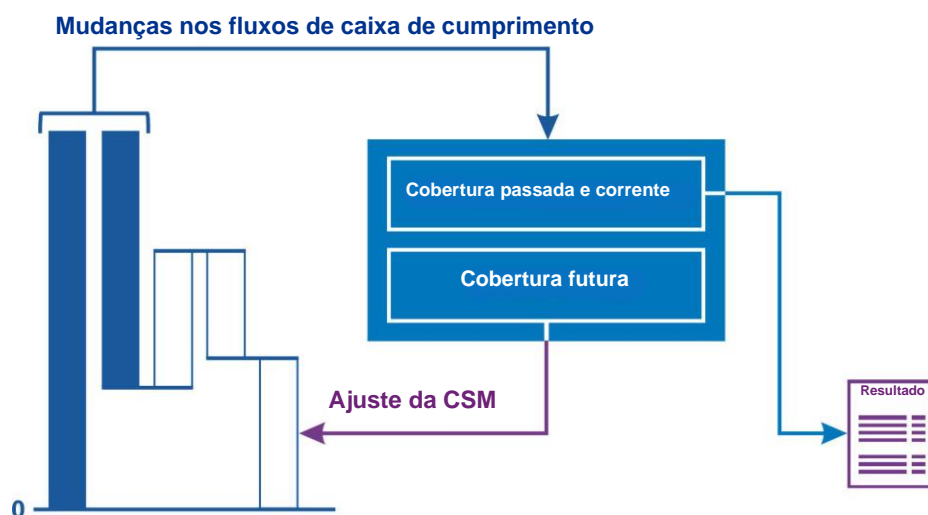 Mudanças nos fluxos de caixa de cumprimento
Cobertura passada e corrente
Cobertura futura
Ajuste da CSM
Resultado
0